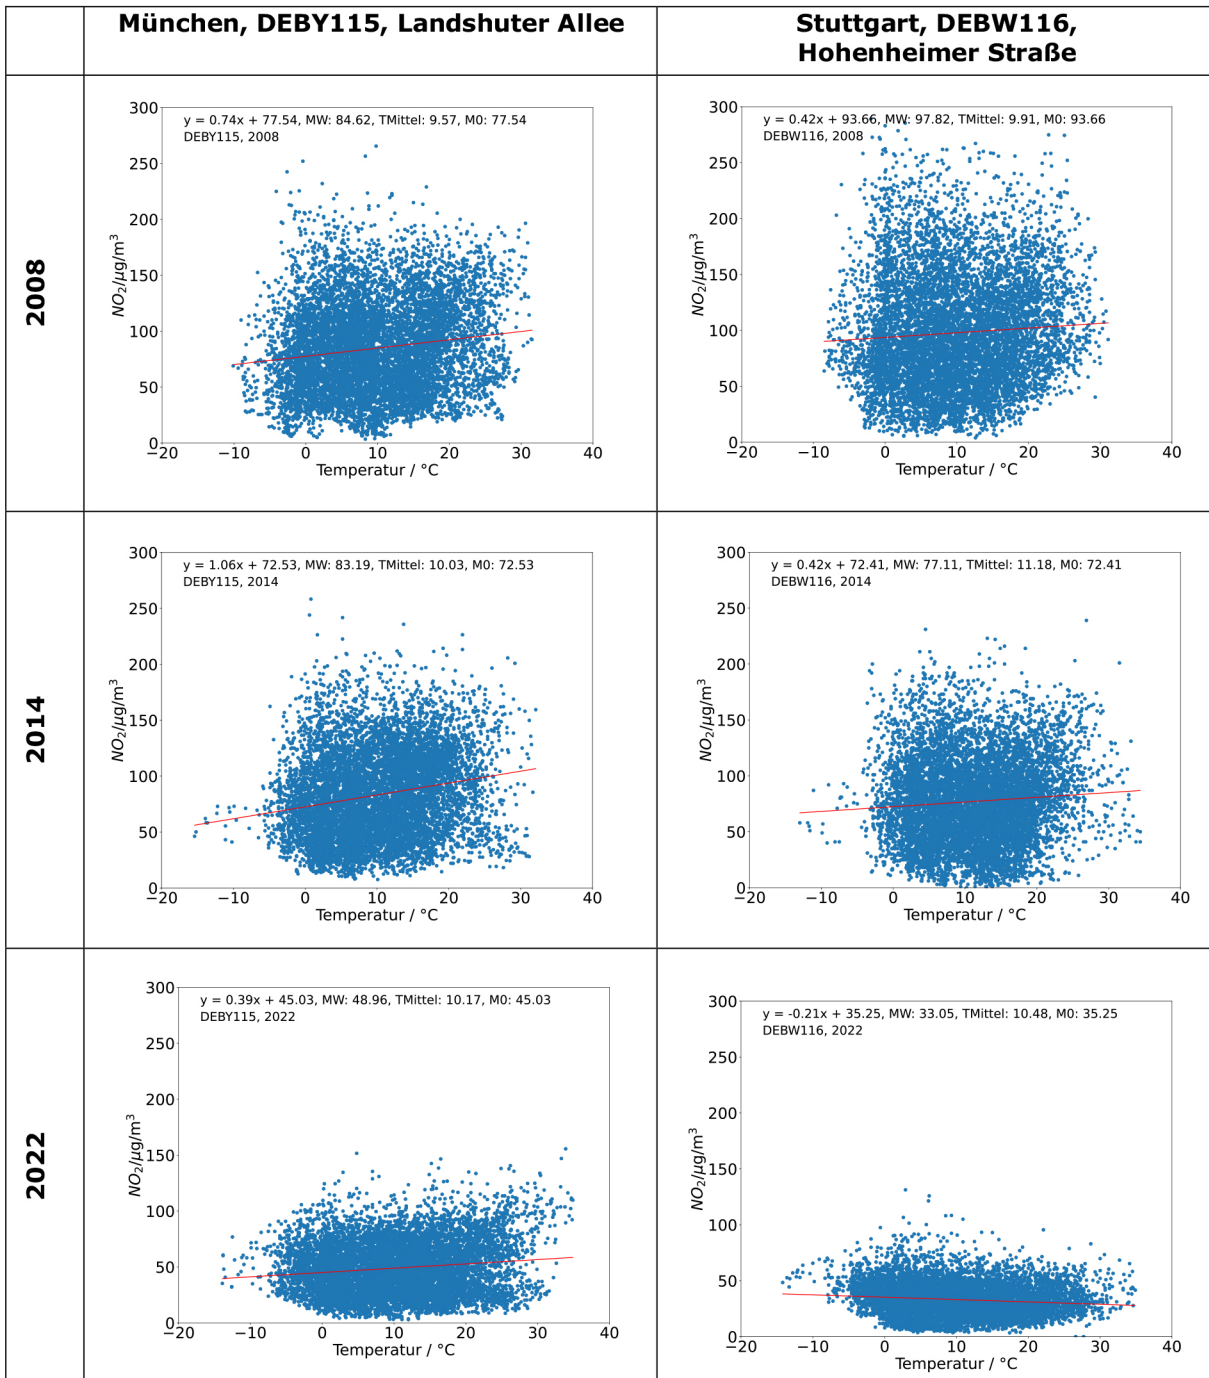 München, DEBY115, Landshuter Allee
Stuttgart, DEBW116,
Hohenheimer Straße
2008
y = 0.74x + 77.54, MW: 84.62, TMittel: 9.57, M0: 77.54
DEBY115, 2008
300
250
200
150
100
50
0
NO₂/µg/m³
−20 −10 0 10 20 30 40
Temperatur / °C
y = 0.42x + 93.66, MW: 97.82, TMittel: 9.91, M0: 93.66
DEBW116, 2008
300
250
200
150
100
50
0
NO₂/µg/m³
−20 −10 0 10 20 30 40
Temperatur / °C
2014
y = 1.06x + 72.53, MW: 83.19, TMittel: 10.03, M0: 72.53
DEBY115, 2014
300
250
200
150
100
50
0
NO₂/µg/m³
−20 −10 0 10 20 30 40
Temperatur / °C
y = 0.42x + 72.41, MW: 77.11, TMittel: 11.18, M0: 72.41
DEBW116, 2014
300
250
200
150
100
50
0
NO₂/µg/m³
−20 −10 0 10 20 30 40
Temperatur / °C
2022
y = 0.39x + 45.03, MW: 48.96, TMittel: 10.17, M0: 45.03
DEBY115, 2022
300
250
200
150
100
50
0
NO₂/µg/m³
−20 −10 0 10 20 30 40
Temperatur / °C
y = -0.21x + 35.25, MW: 33.05, TMittel: 10.48, M0: 35.25
DEBW116, 2022
300
250
200
150
100
50
0
NO₂/µg/m³
−20 −10 0 10 20 30 40
Temperatur / °C